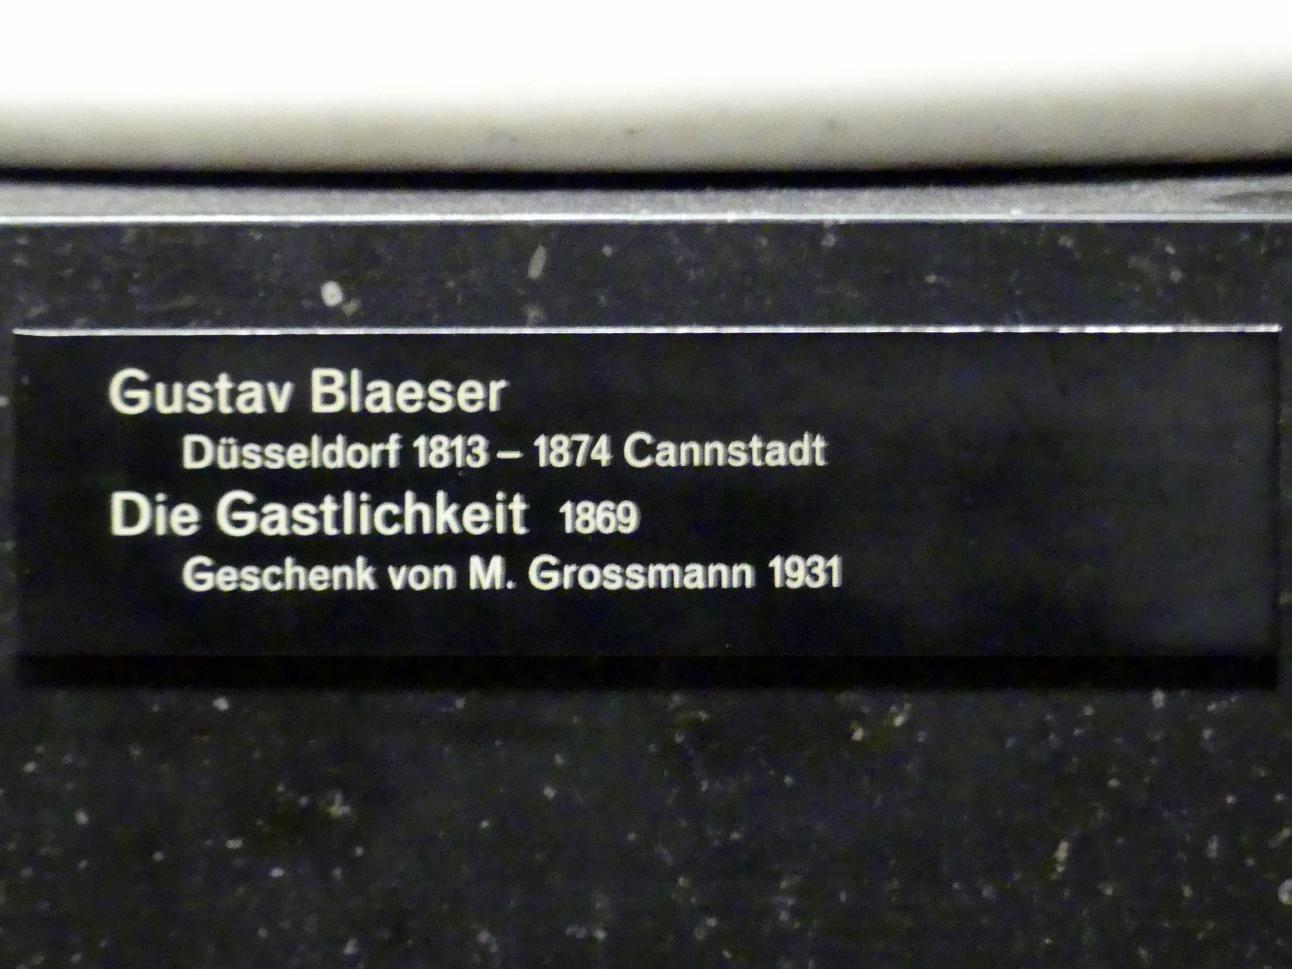 Gustav Blaeser
Düsseldorf 1813 – 1874 Cannstadt
Die Gastlichkeit 1869
Geschenk von M. Grossmann 1931